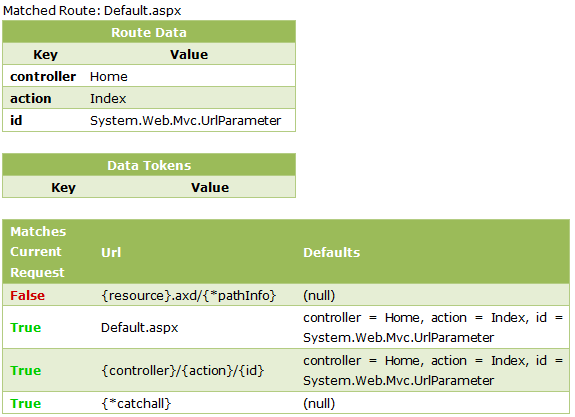 Matched Route: Default.aspx
Route Data
Key Value
controller Home
action Index
id System.Web.Mvc.UrlParameter
Data Tokens
Key Value
Matches
Current
Request
Url
Defaults
False {resource}.axd/{*pathInfo} (null)
True Default.aspx controller = Home, action = Index, id =
System.Web.Mvc.UrlParameter
True {controller}/{action}/{id} controller = Home, action = Index, id =
System.Web.Mvc.UrlParameter
True {*catchall} (null)